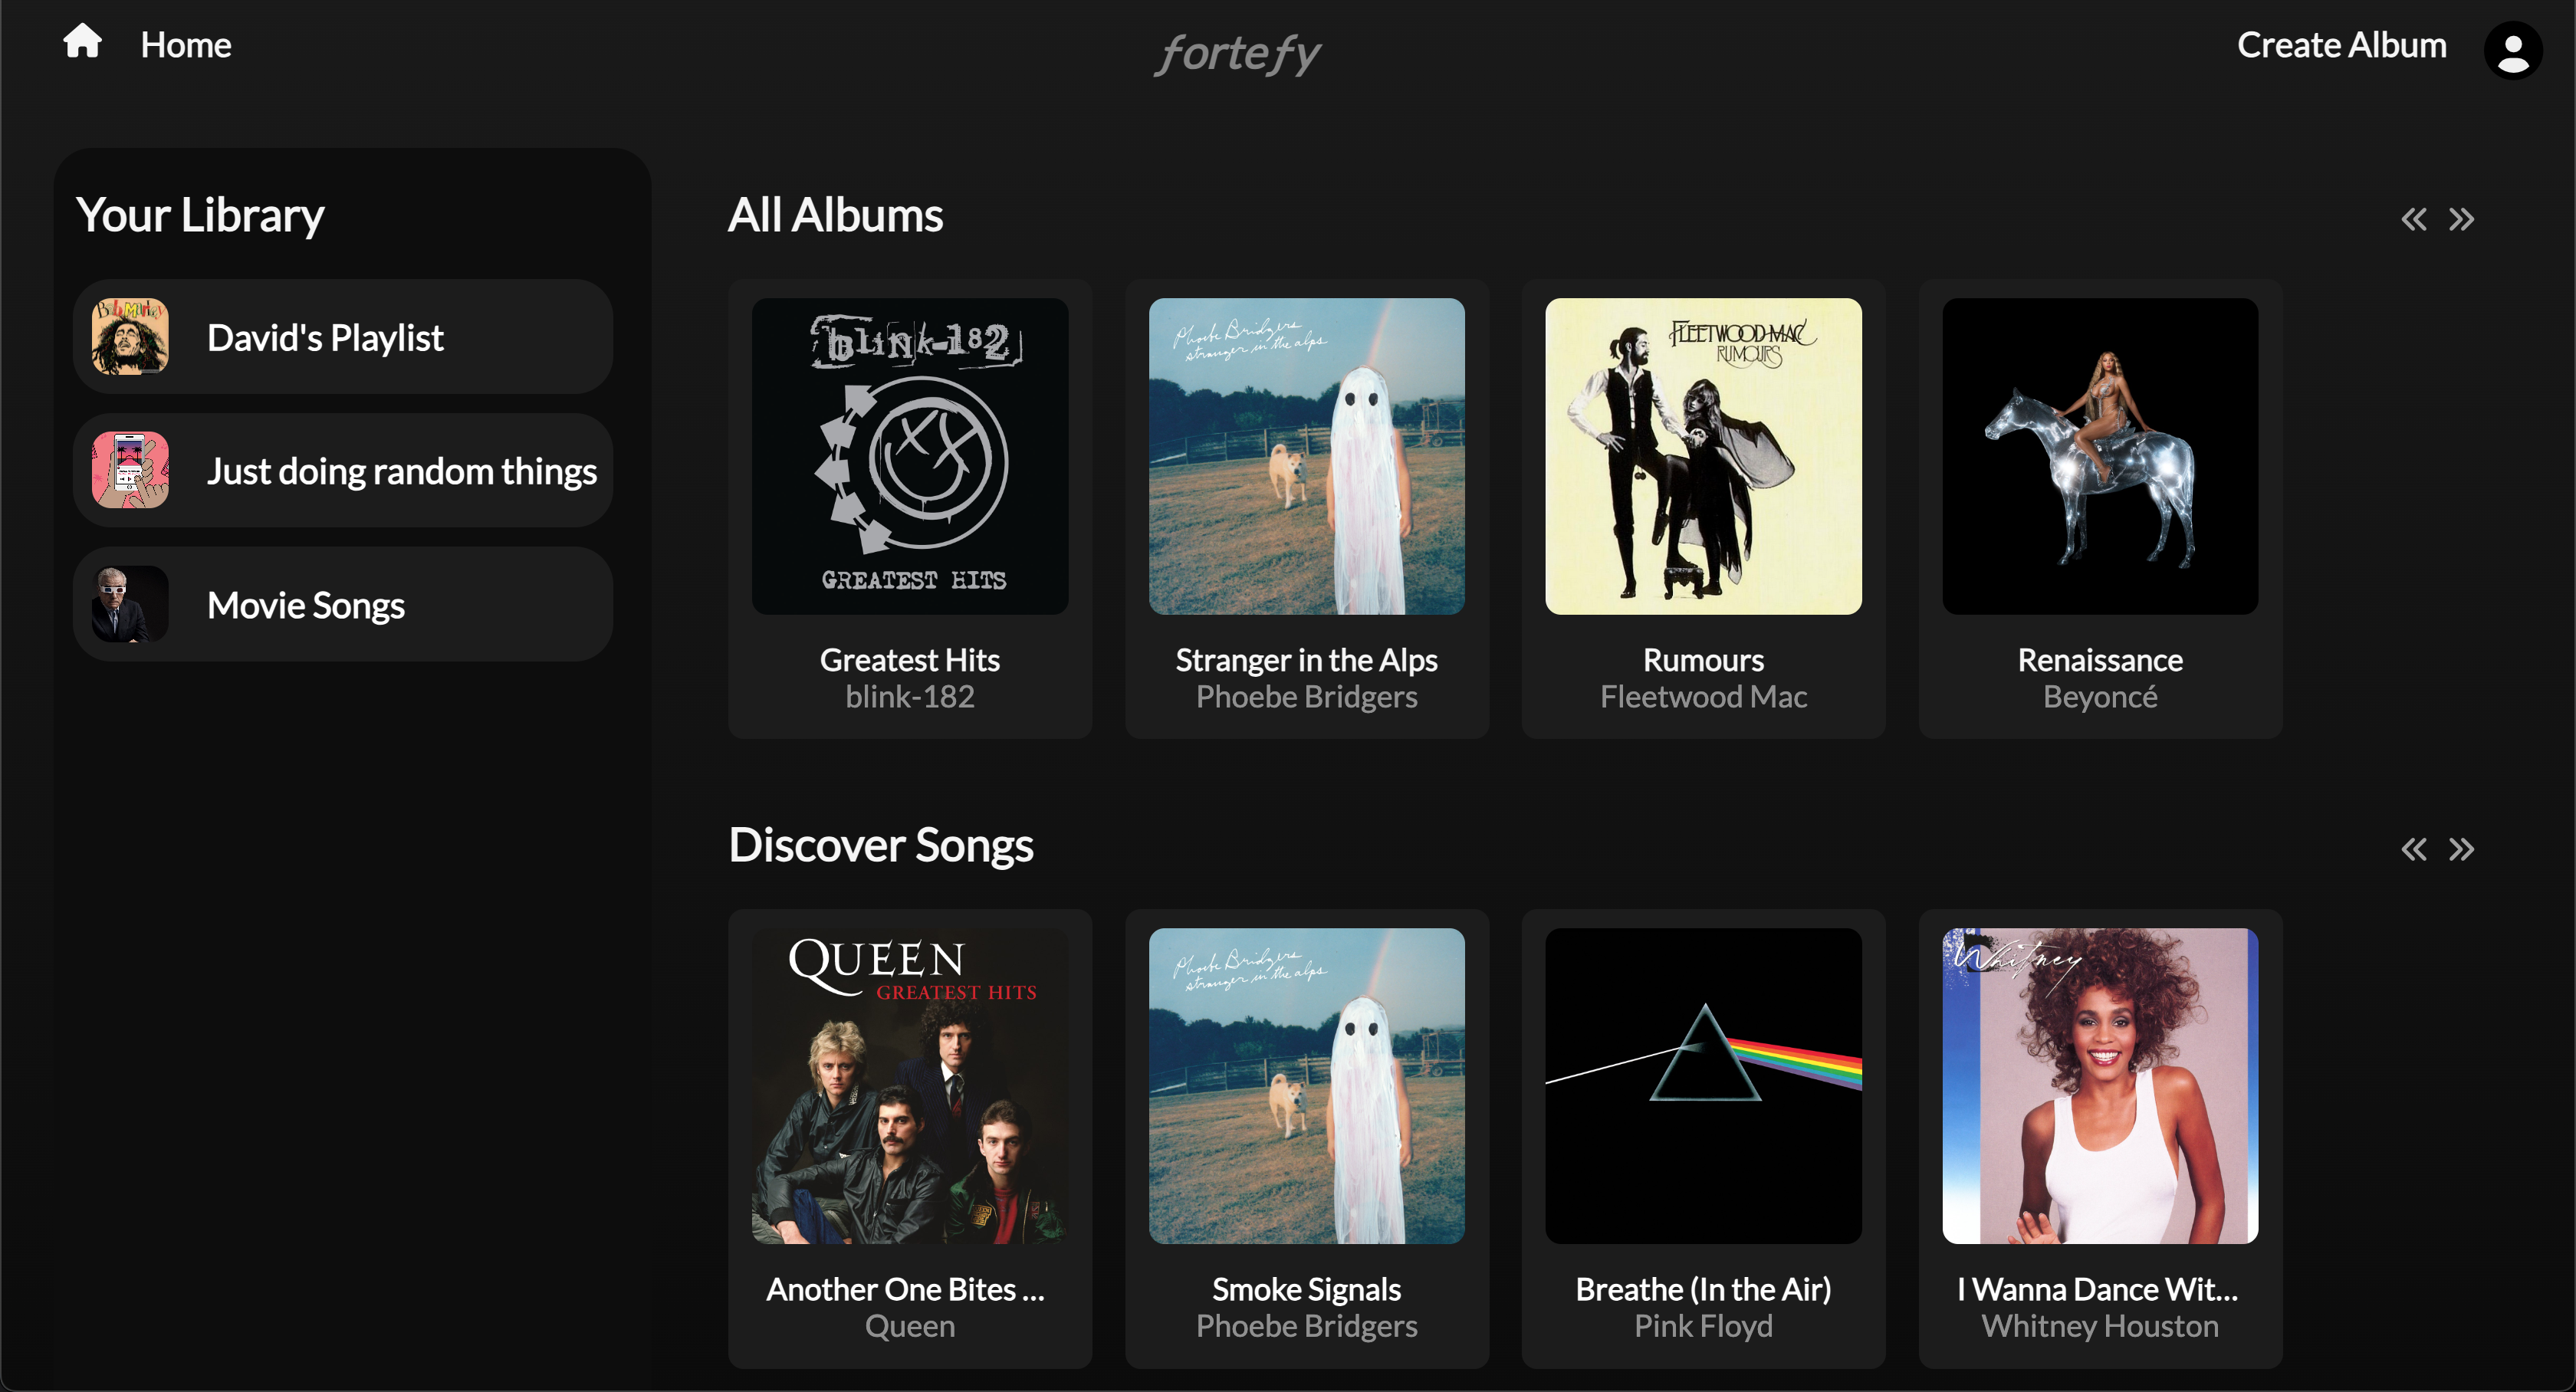 Home
fortefy
Create Album
Your Library
David's Playlist
Just doing random things
Movie Songs
All Albums
blink-182
GREATEST HITS
Greatest Hits
blink-182
Phoebe Bridgers
stranger in the alps
Stranger in the Alps
Phoebe Bridgers
FLEETWOOD MAC
RUMOURS
Rumours
Fleetwood Mac
Renaissance
Beyoncé
Discover Songs
QUEEN
GREATEST HITS
Another One Bites ...
Queen
Phoebe Bridgers
stranger in the alps
Smoke Signals
Phoebe Bridgers
Breathe (In the Air)
Pink Floyd
Whitney
I Wanna Dance Wit...
Whitney Houston